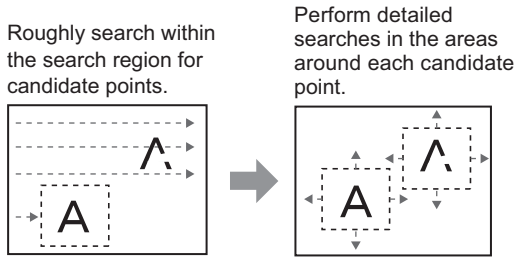 Roughly search within
the search region for
candidate points.
Perform detailed
searches in the areas
around each candidate
point.
A
A